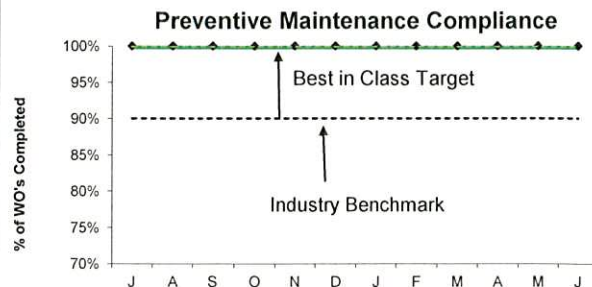 Preventive Maintenance Compliance
% of WO's Completed
100%
95%
90%
85%
80%
75%
70%
Best in Class Target
Industry Benchmark
J A S O N D J F M A M J